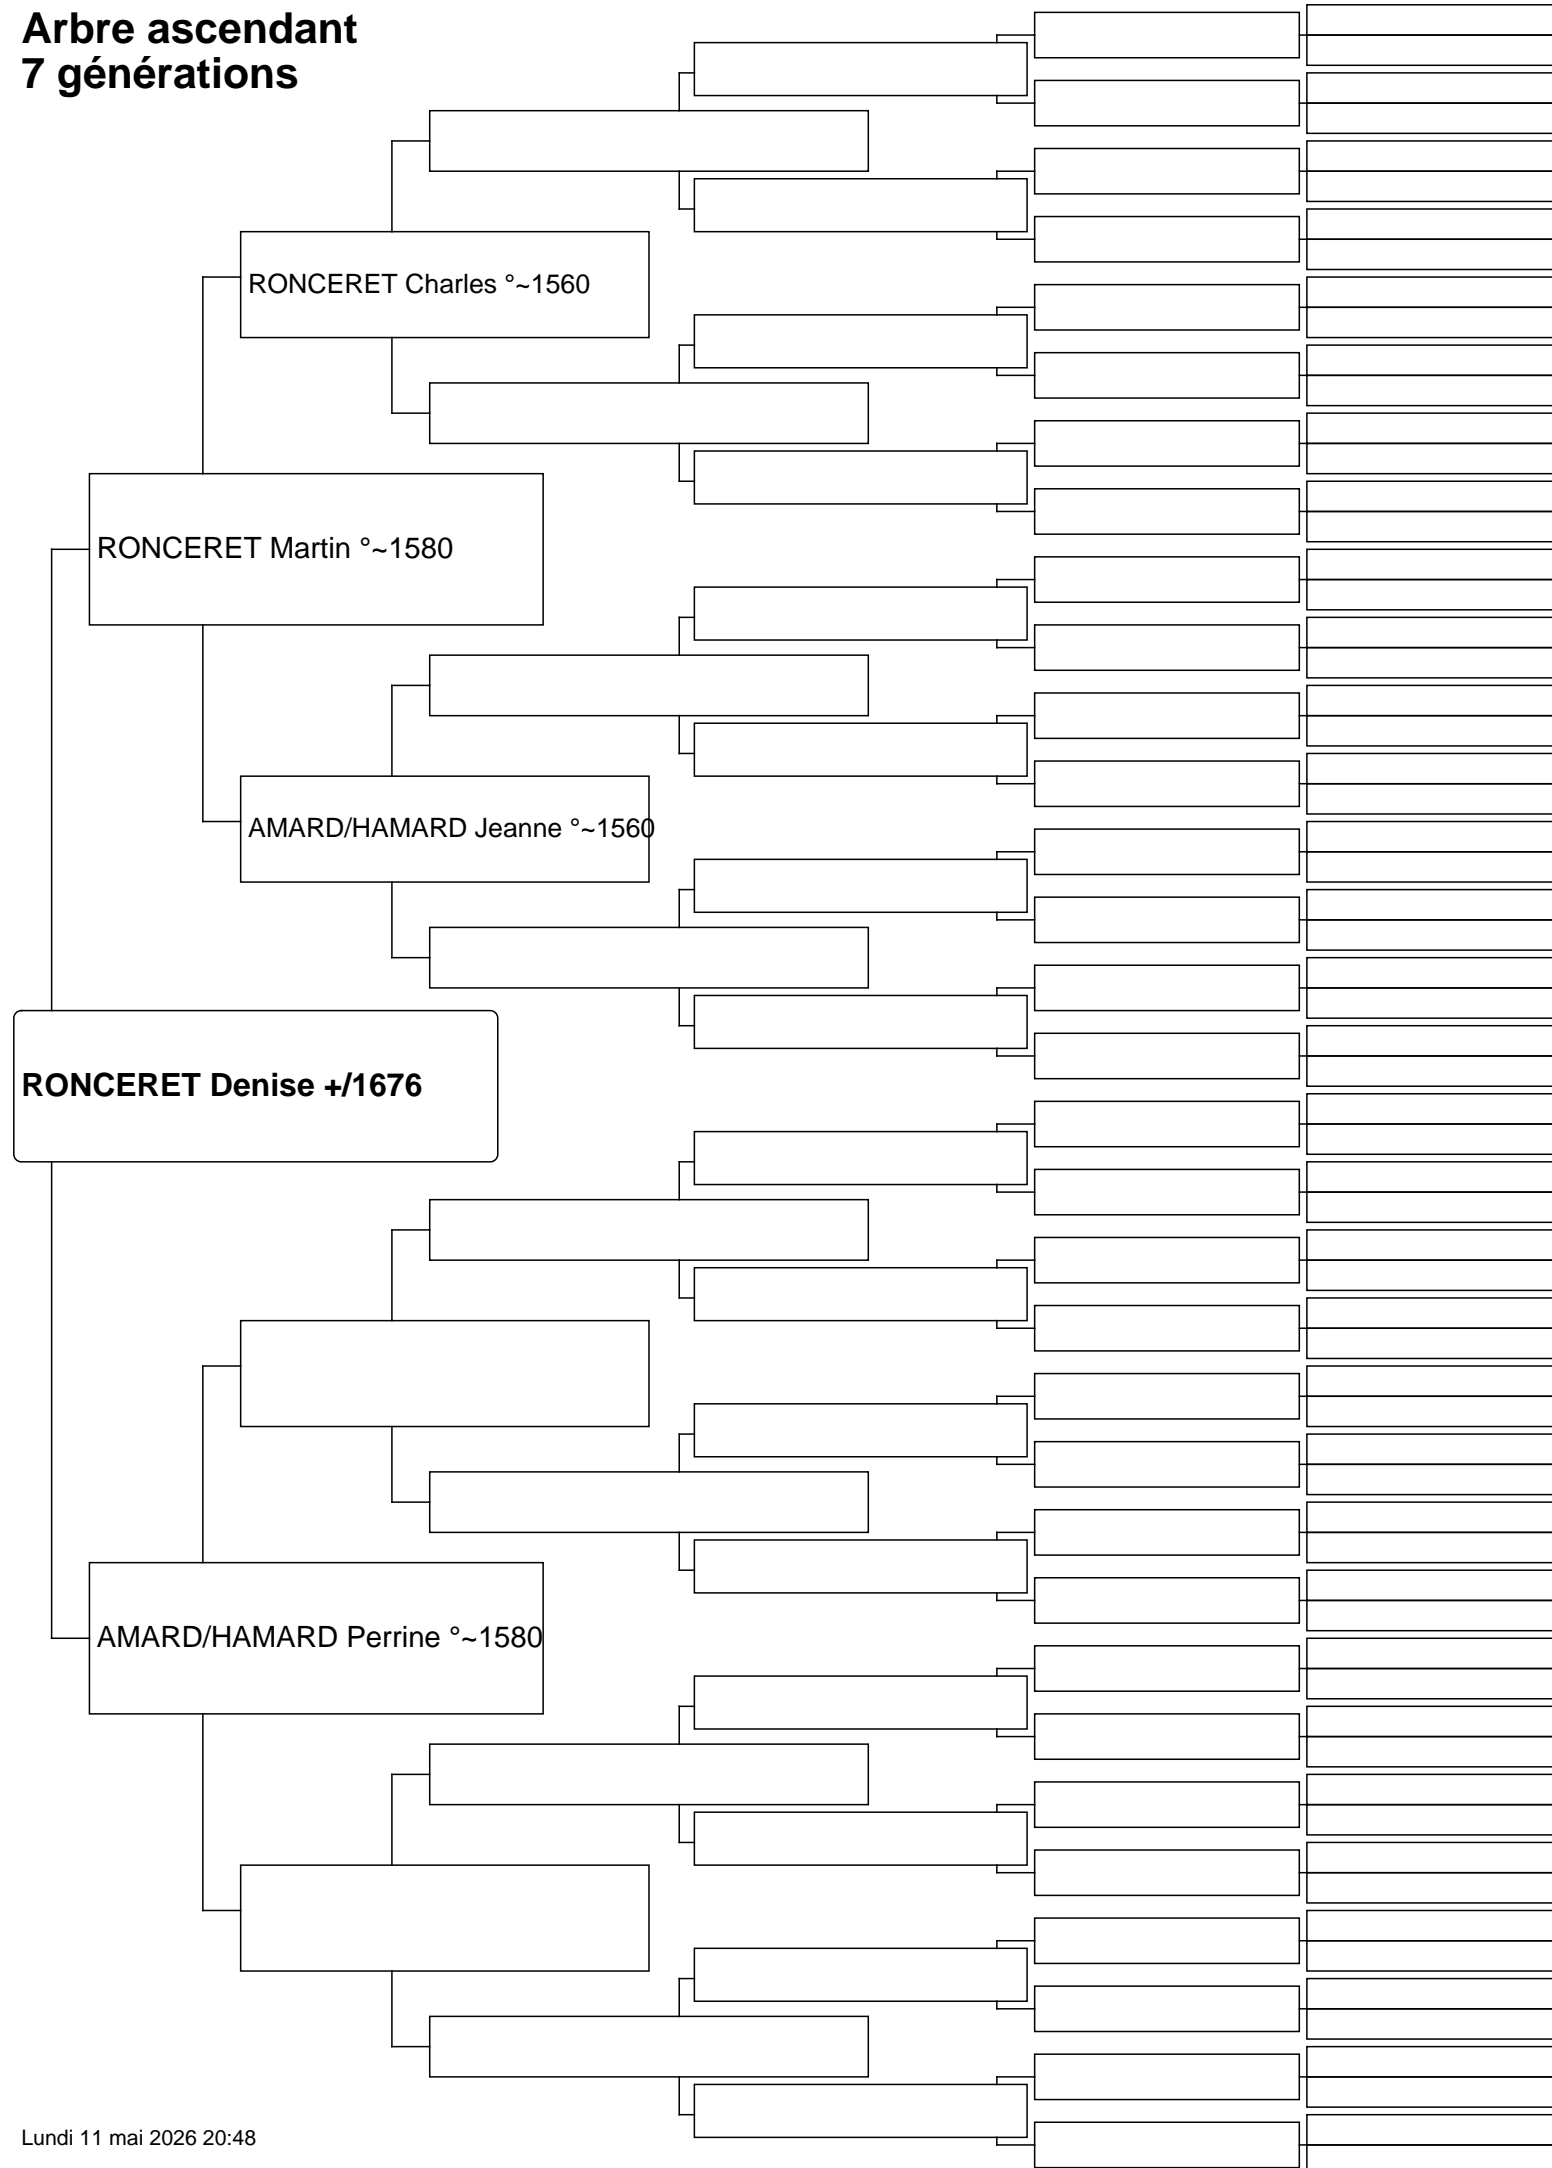 Arbre ascendant
7 générations
RONCERET Charles °~1560
RONCERET Martin °~1580
AMARD/HAMARD Jeanne °~1560
RONCERET Denise +/1676
AMARD/HAMARD Perrine °~1580
Lundi 11 mai 2026 20:48